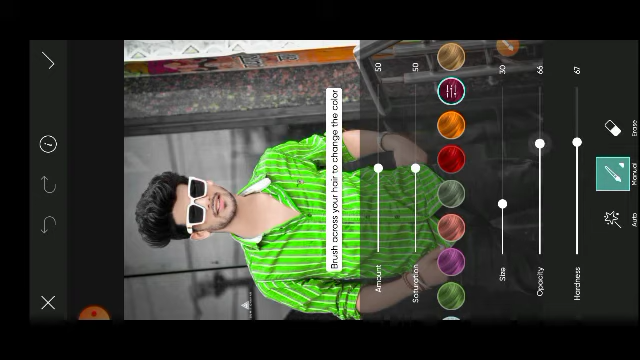 Brush across your hair to change the color
Amount
50
Saturation
50
Size
30
Opacity
66
Hardness
67
Erase
Manual
Auto